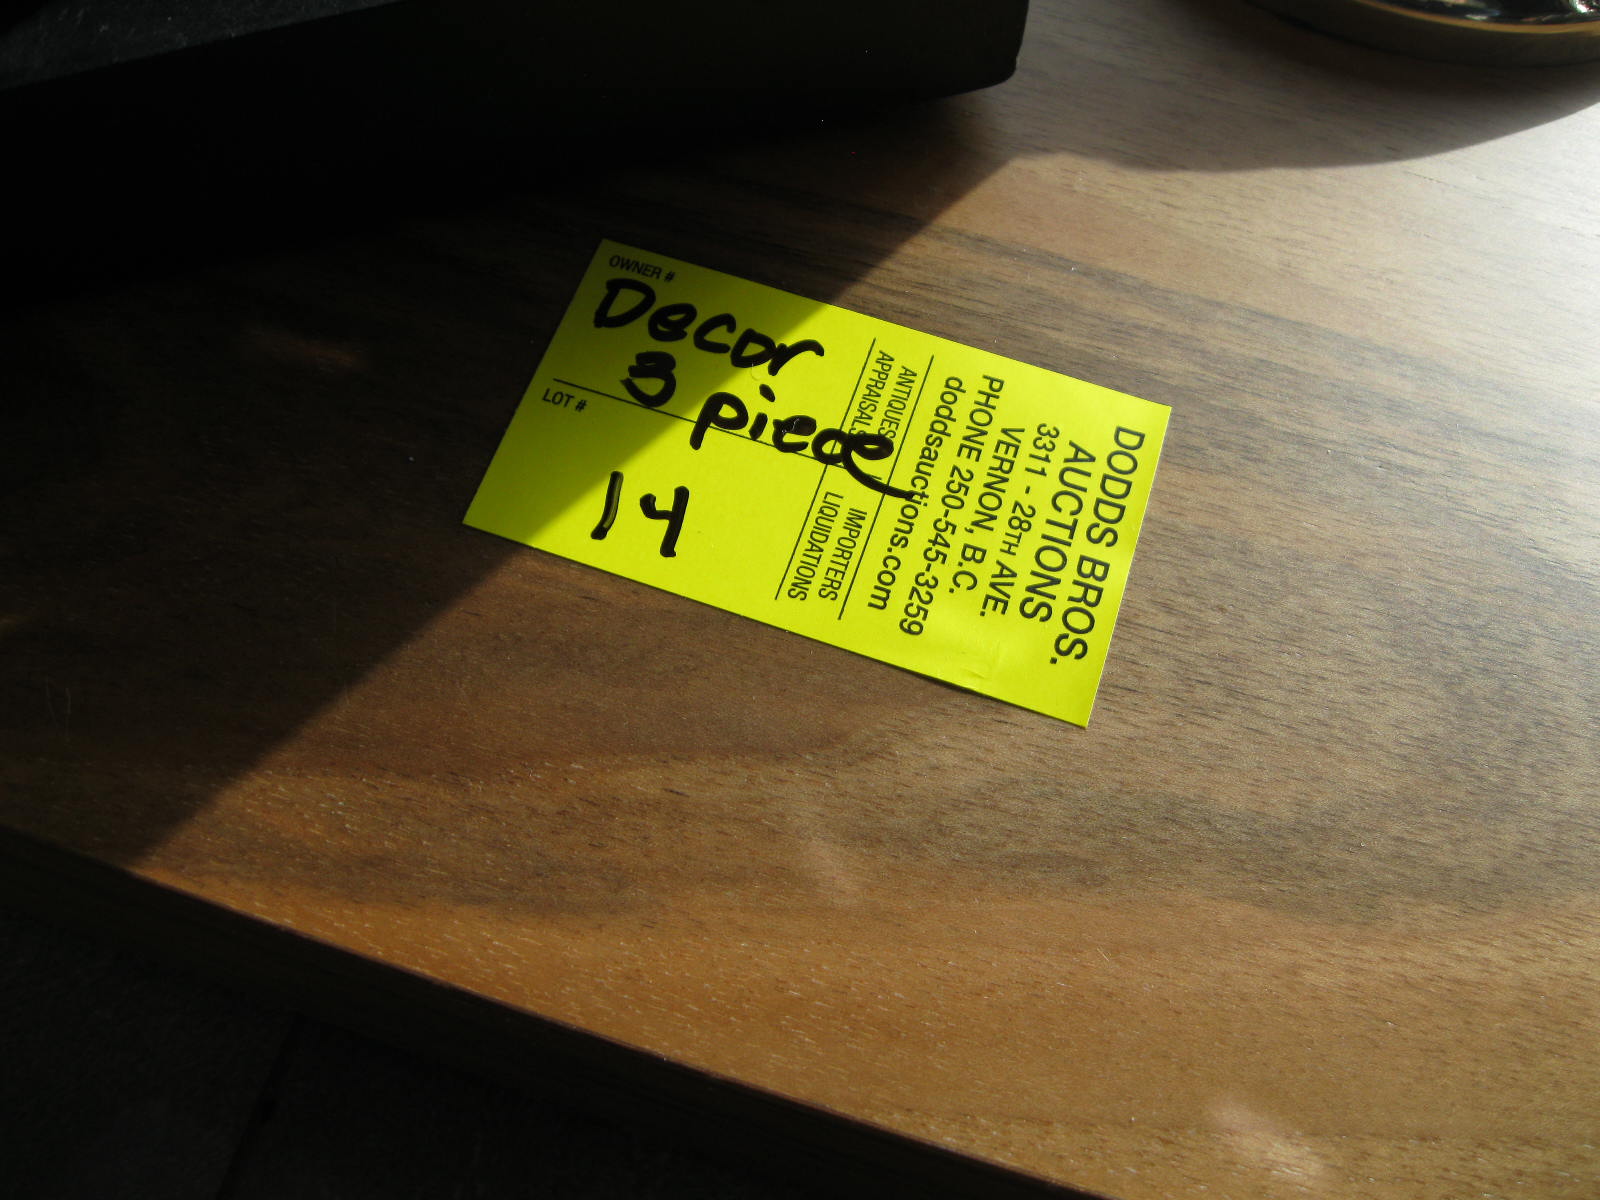 OWNER #
Decor
3 piece
LOT #
14
ANTIQUES
APPRAISALS
IMPORTERS
LIQUIDATIONS
DODDS BROS.
AUCTIONS
3311 - 28TH AVE.
VERNON, B.C.
PHONE 250-545-3259
doddsauctions.com